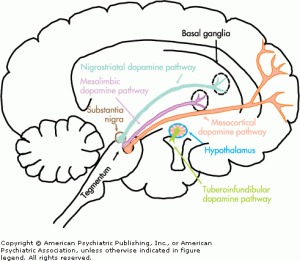 Basal ganglia
Nigrostriatal dopamine pathway
Mesolimbic
dopamine pathway
Substantia
nigra
Mesocortical
dopamine pathway
Hypothalamus
Tegmentum
Tuberoinfundibular
dopamine pathway
Copyright © American Psychiatric Publishing, Inc., or American
Psychiatric Association, unless otherwise indicated in figure
legend. All rights reserved.